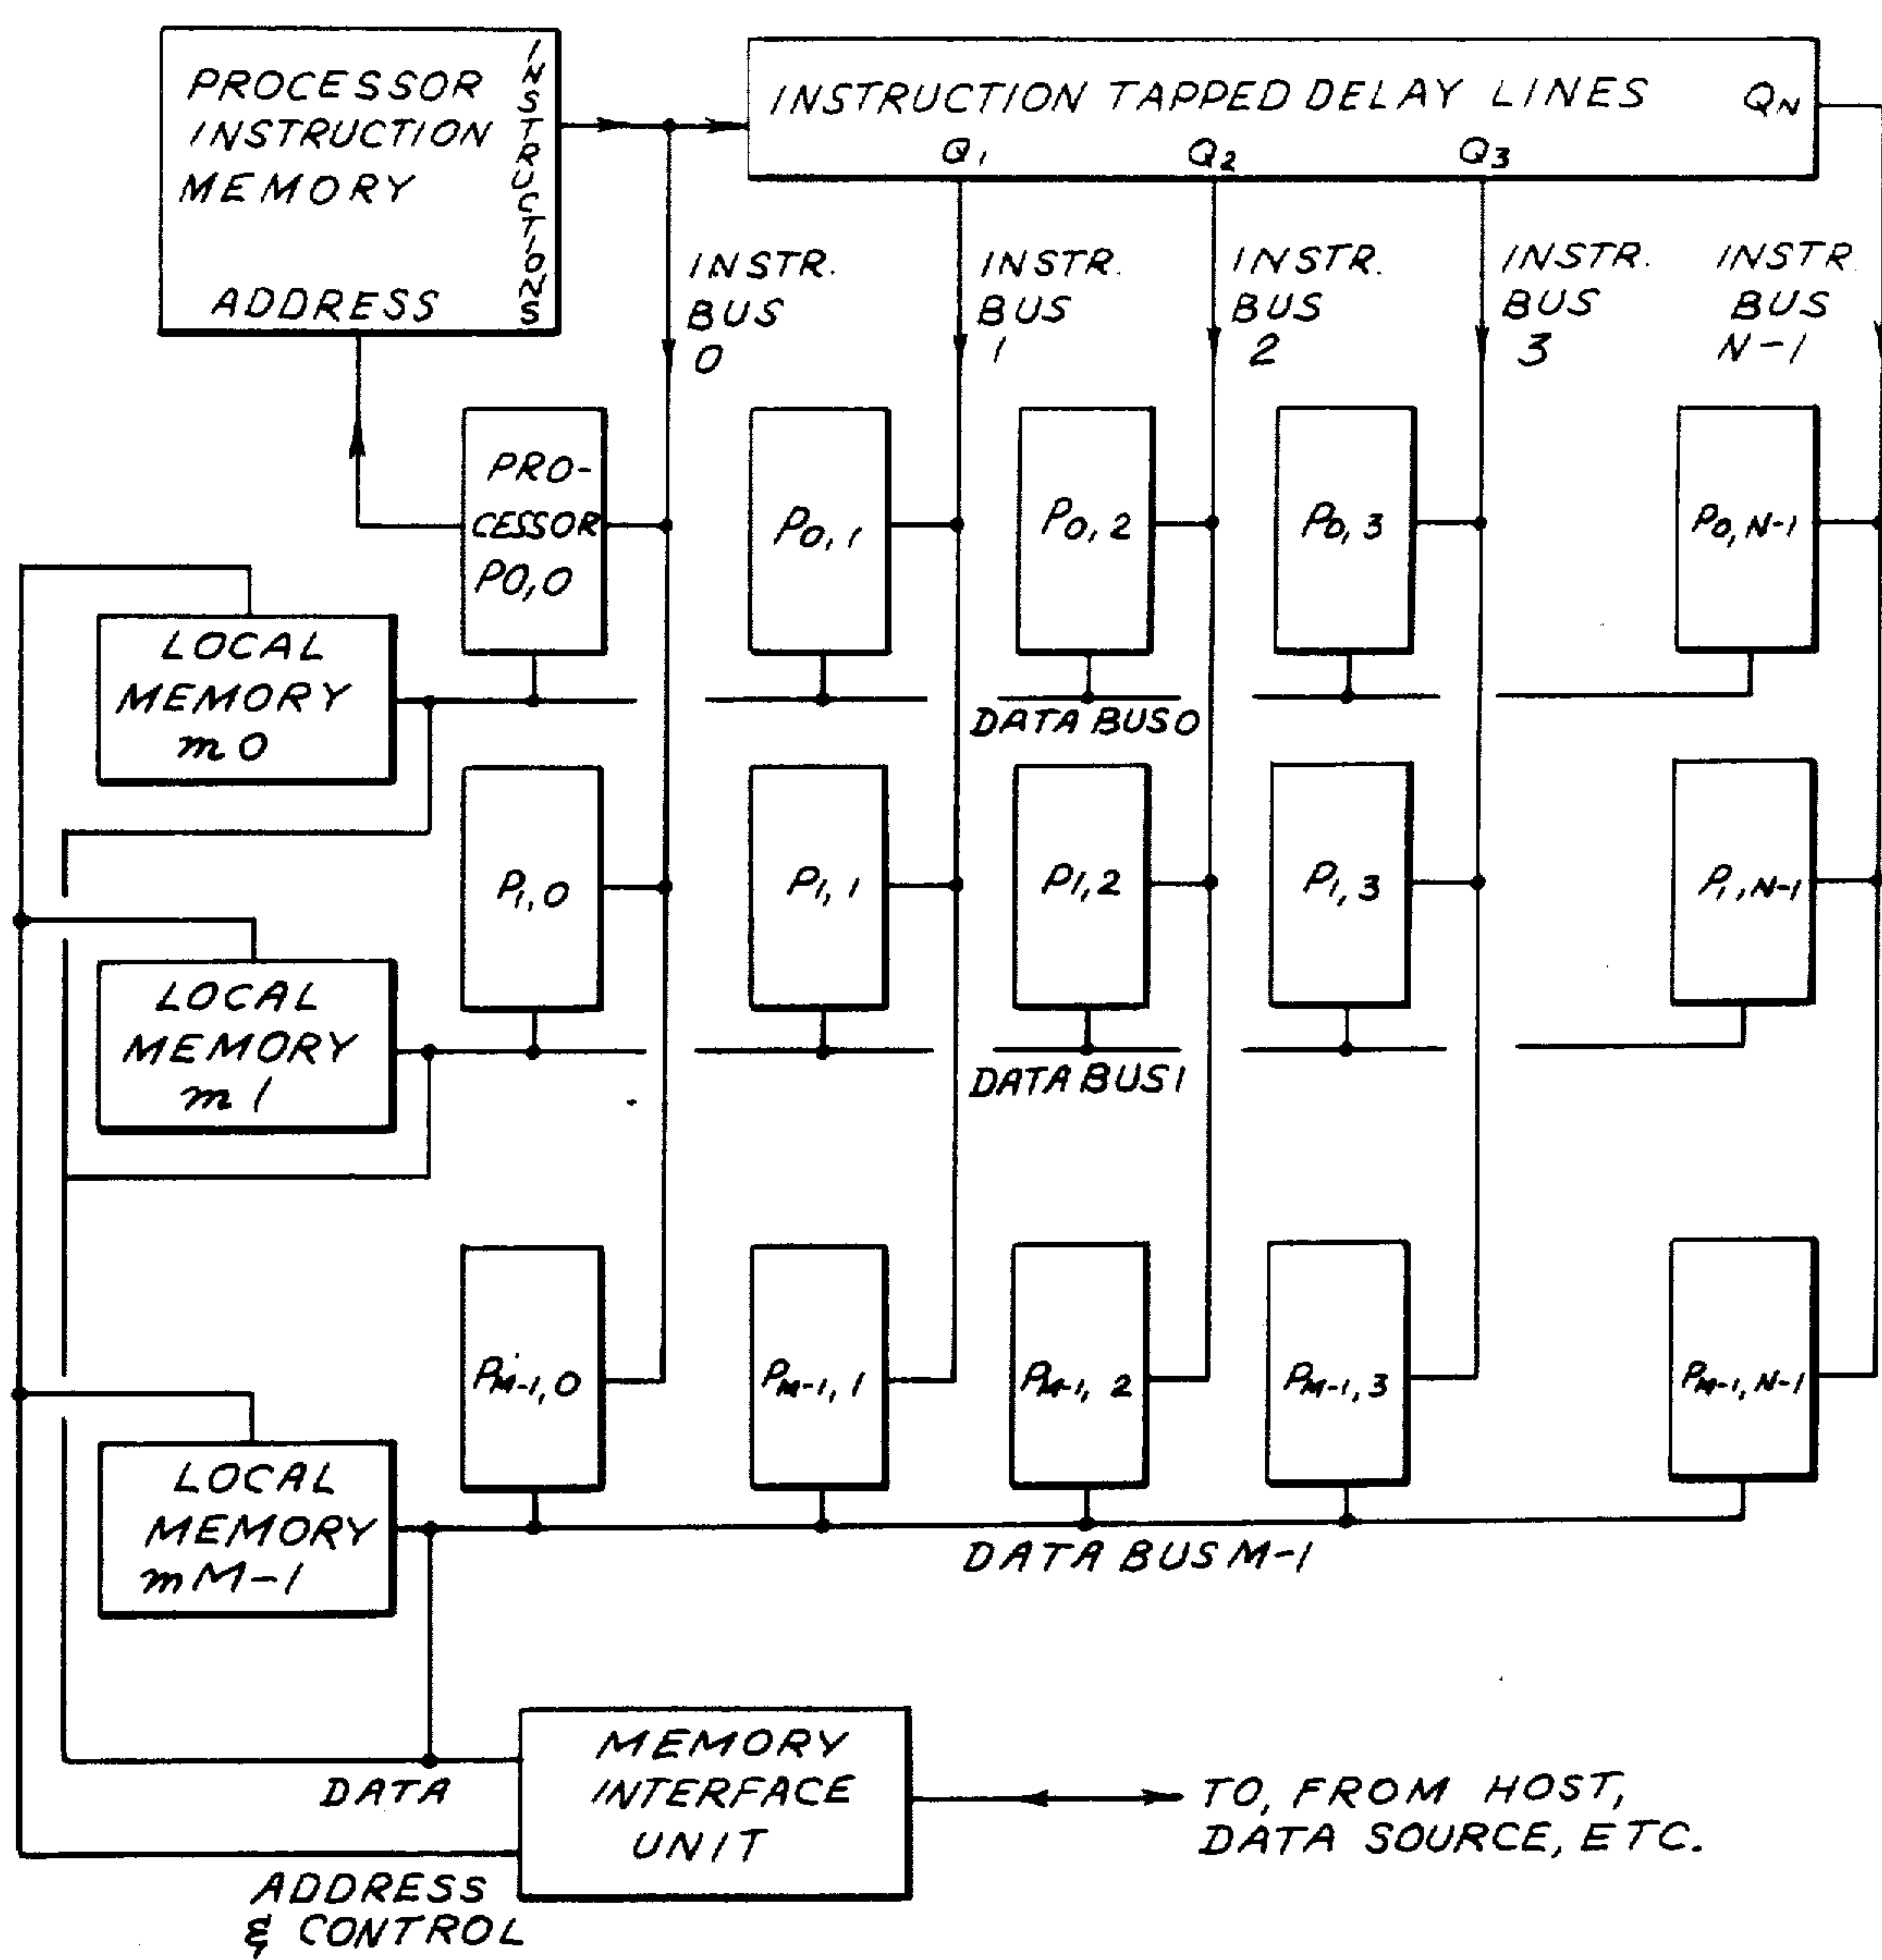 PROCESSOR
INSTRUCTION
MEMORY
ADDRESS
INSTRUCTIONS
INSTRUCTION TAPPED DELAY LINES QN
Q1 Q2 Q3
INSTR.
BUS
0
INSTR.
BUS
1
INSTR.
BUS
2
INSTR.
BUS
3
INSTR.
BUS
N-1
PRO-
CESSOR
P0,0
P0,1
P0,2
P0,3
P0,N-1
LOCAL
MEMORY
m0
DATA BUS 0
P1,0
P1,1
P1,2
P1,3
P1,N-1
LOCAL
MEMORY
m1
DATA BUS 1
PM-1,0
PM-1,1
PM-1,2
PM-1,3
PM-1,N-1
LOCAL
MEMORY
mM-1
DATA BUS M-1
DATA
MEMORY
INTERFACE
UNIT
TO, FROM HOST,
DATA SOURCE, ETC.
ADDRESS
& CONTROL